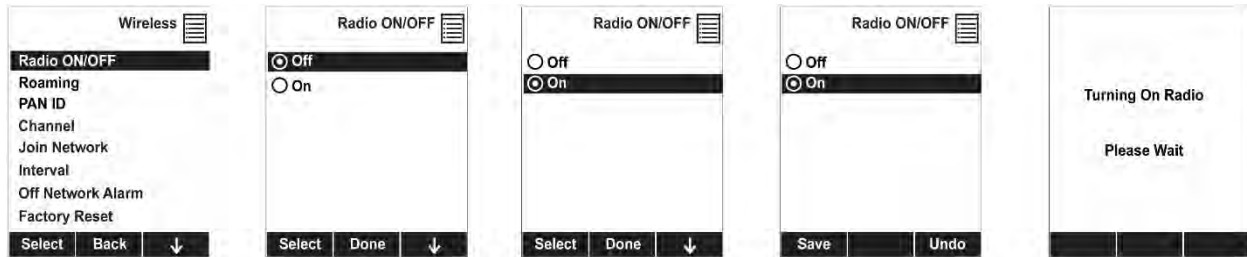 Wireless
Radio ON/OFF
Roaming
PAN ID
Channel
Join Network
Interval
Off Network Alarm
Factory Reset
Select Back ↓
Radio ON/OFF
Off
On
Select Done ↓
Radio ON/OFF
Off
On
Select Done ↓
Radio ON/OFF
Off
On
Save Undo
Turning On Radio
Please Wait